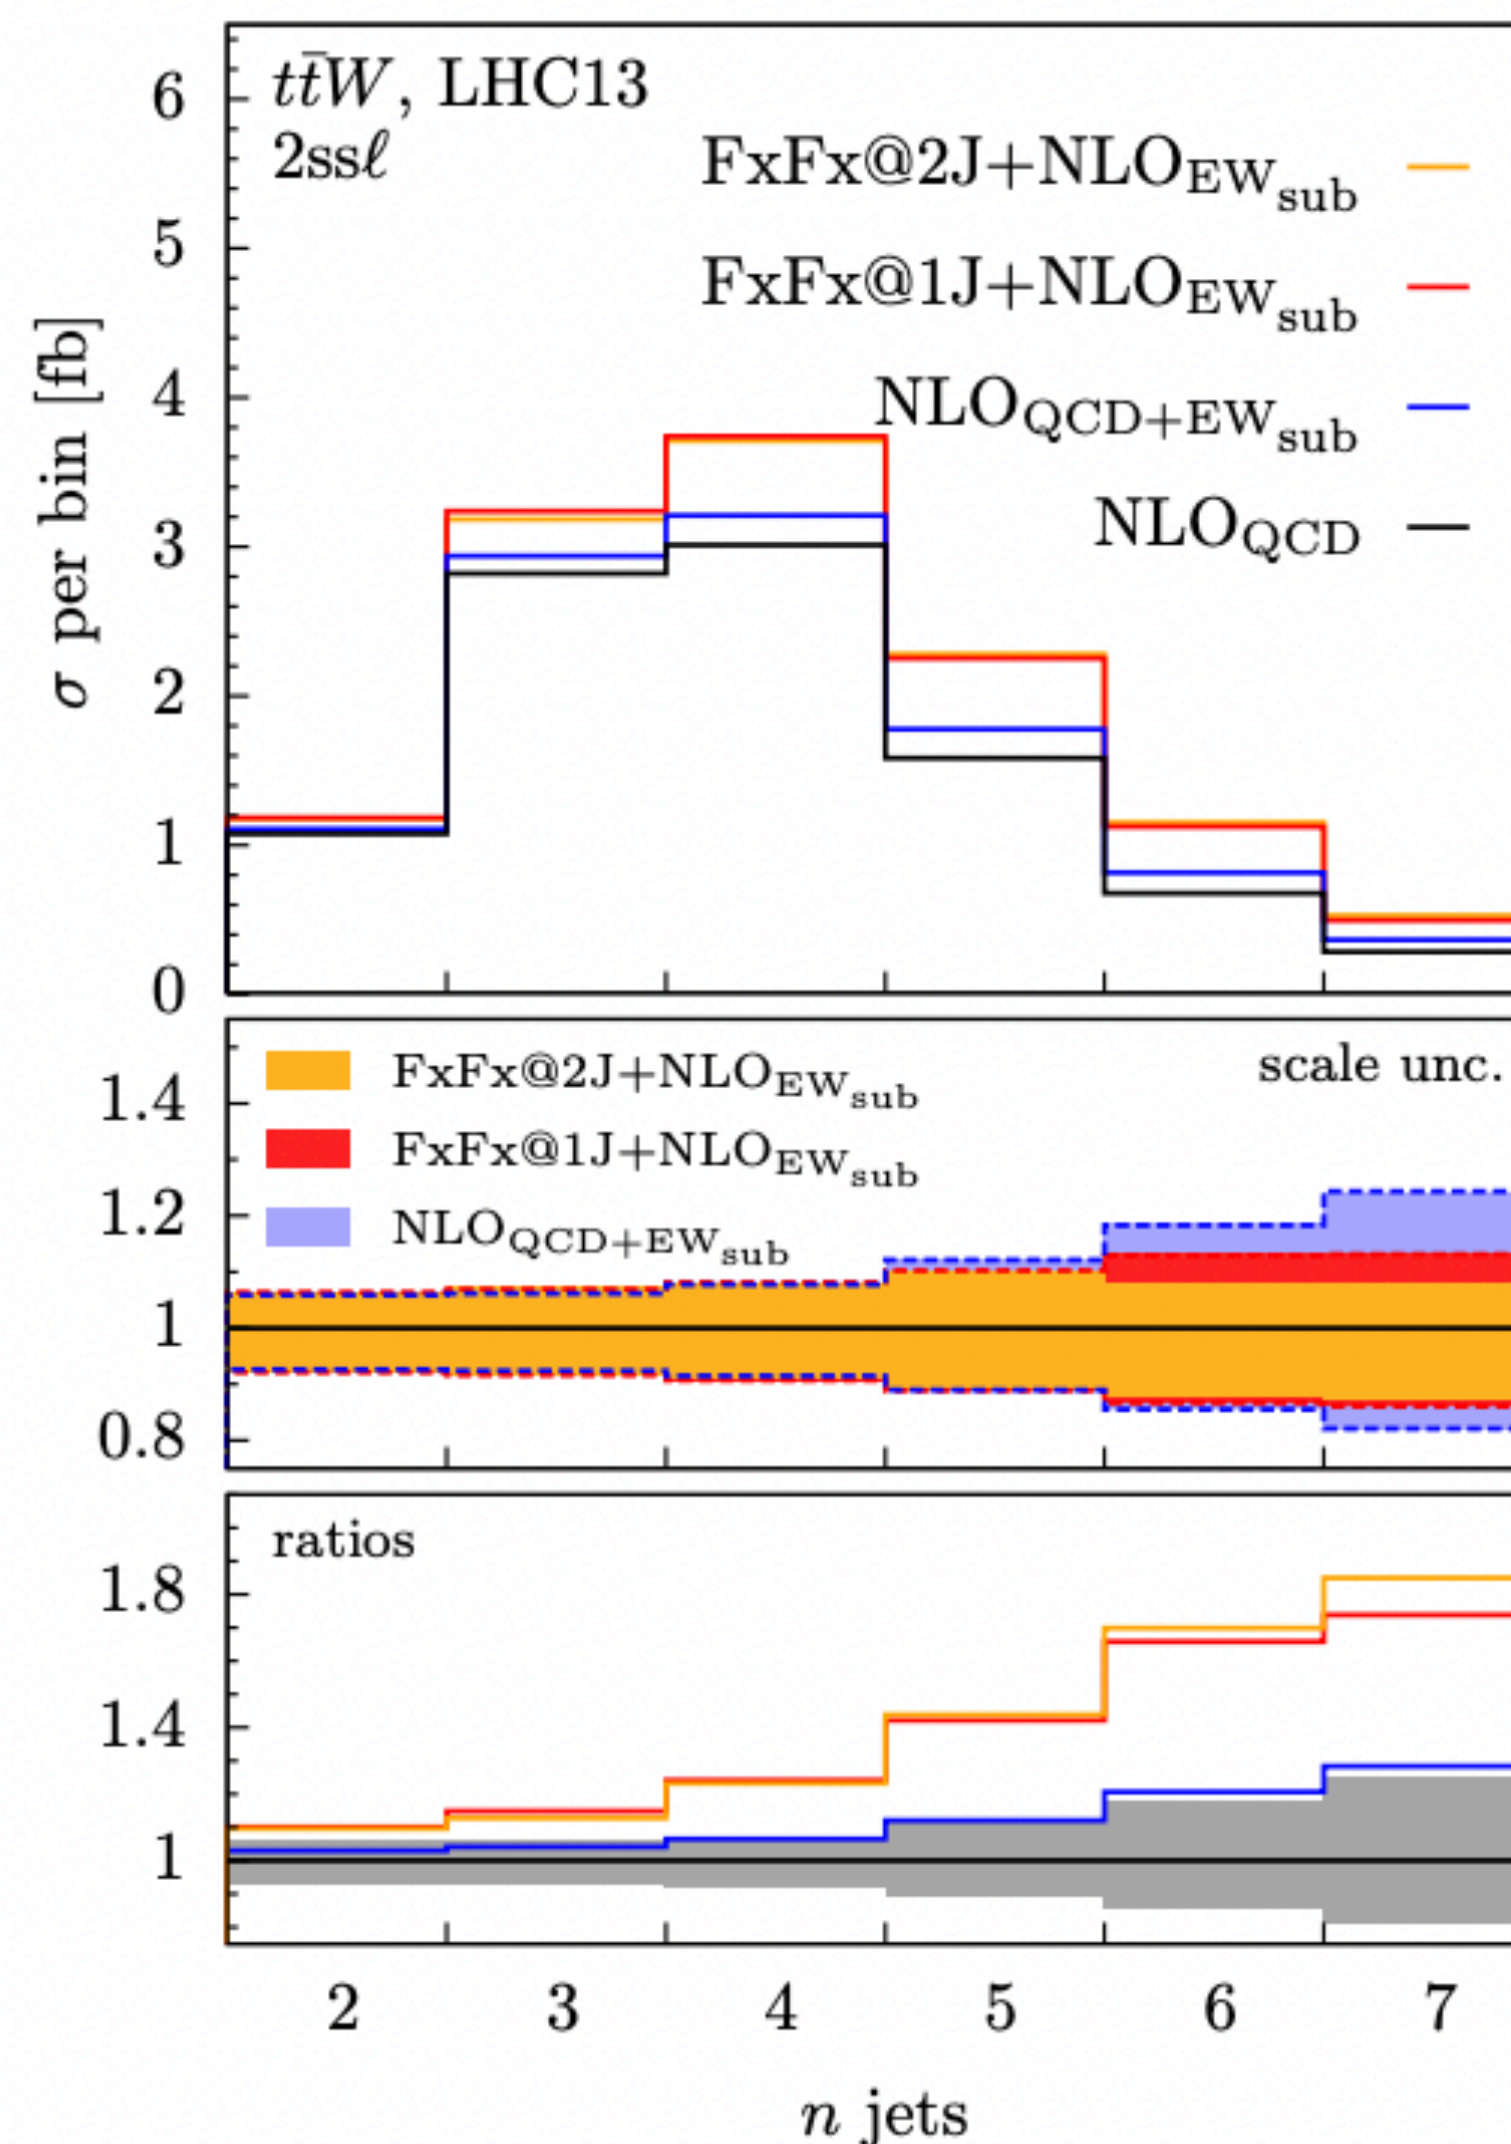 tt̄W, LHC13
2ssℓ
FxFx@2J+NLO_EW_sub
FxFx@1J+NLO_EW_sub
NLO_QCD+EW_sub
NLO_QCD
σ per bin [fb]
6
5
4
3
2
1
0
FxFx@2J+NLO_EW_sub
scale unc.
FxFx@1J+NLO_EW_sub
NLO_QCD+EW_sub
1.4
1.2
1
0.8
ratios
1.8
1.4
1
2 3 4 5 6 7
n jets